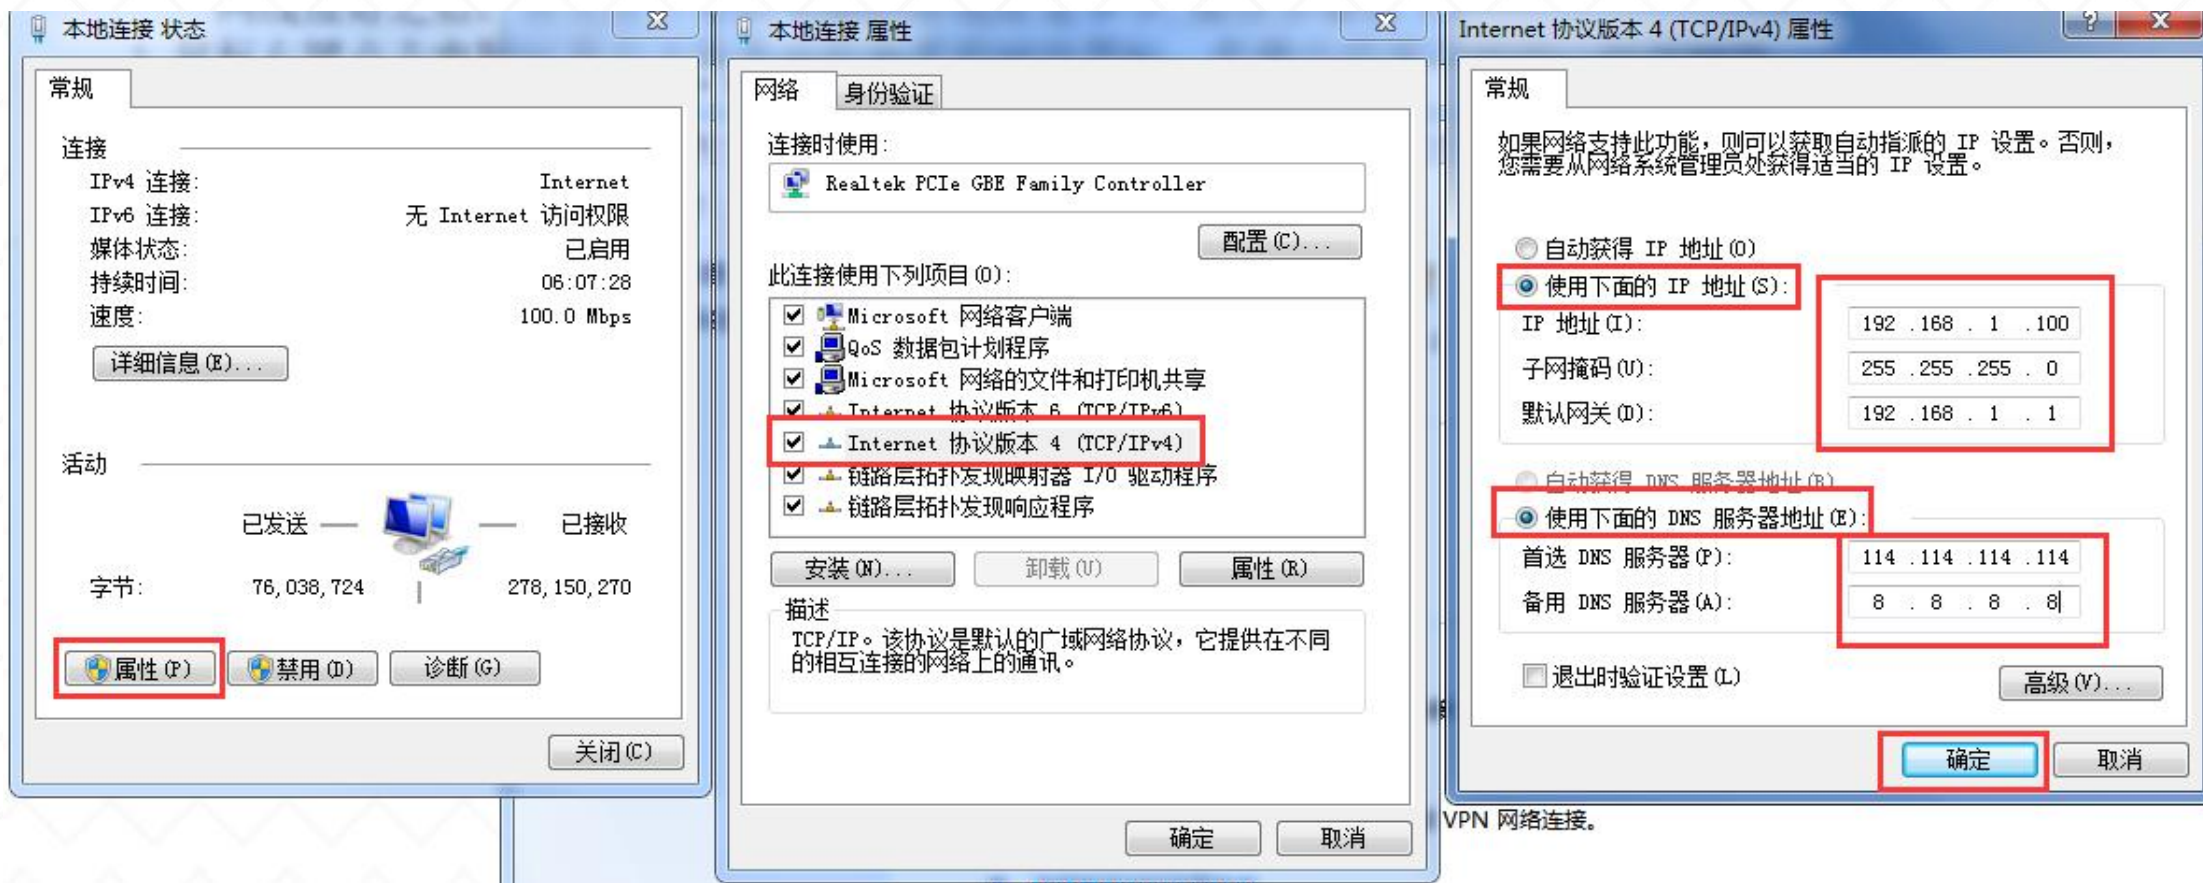 本地连接 状态
常规
连接
IPv4 连接:
Internet
IPv6 连接:
无 Internet 访问权限
媒体状态:
已启用
持续时间:
06:07:28
速度:
100.0 Mbps
详细信息(E)...
活动
已发送
已接收
字节:
76,038,724
278,150,270
属性(P)
禁用(D)
诊断(G)
关闭(C)
本地连接 属性
网络
身份验证
连接时使用:
Realtek PCIe GBE Family Controller
配置(C)...
此连接使用下列项目(O):
Microsoft 网络客户端
QoS 数据包计划程序
Microsoft 网络的文件和打印机共享
Internet 协议版本 6 (TCP/IPv6)
Internet 协议版本 4 (TCP/IPv4)
链路层拓扑发现映射器 I/O 驱动程序
链路层拓扑发现响应程序
安装(N)...
卸载(U)
属性(R)
描述
TCP/IP。该协议是默认的广域网络协议，它提供在不同
的相互连接的网络上的通讯。
确定
取消
Internet 协议版本 4 (TCP/IPv4) 属性
常规
如果网络支持此功能，则可以获取自动指派的 IP 设置。否则，
您需要从网络系统管理员处获得适当的 IP 设置。
自动获得 IP 地址(O)
使用下面的 IP 地址(S):
IP 地址(I):
192 .168 . 1 .100
子网掩码(U):
255 .255 .255 . 0
默认网关(D):
192 .168 . 1 . 1
自动获得 DNS 服务器地址(B)
使用下面的 DNS 服务器地址(E):
首选 DNS 服务器(P):
114 .114 .114 .114
备用 DNS 服务器(A):
8 . 8 . 8 . 8
退出时验证设置(L)
高级(V)...
确定
取消
VPN 网络连接。